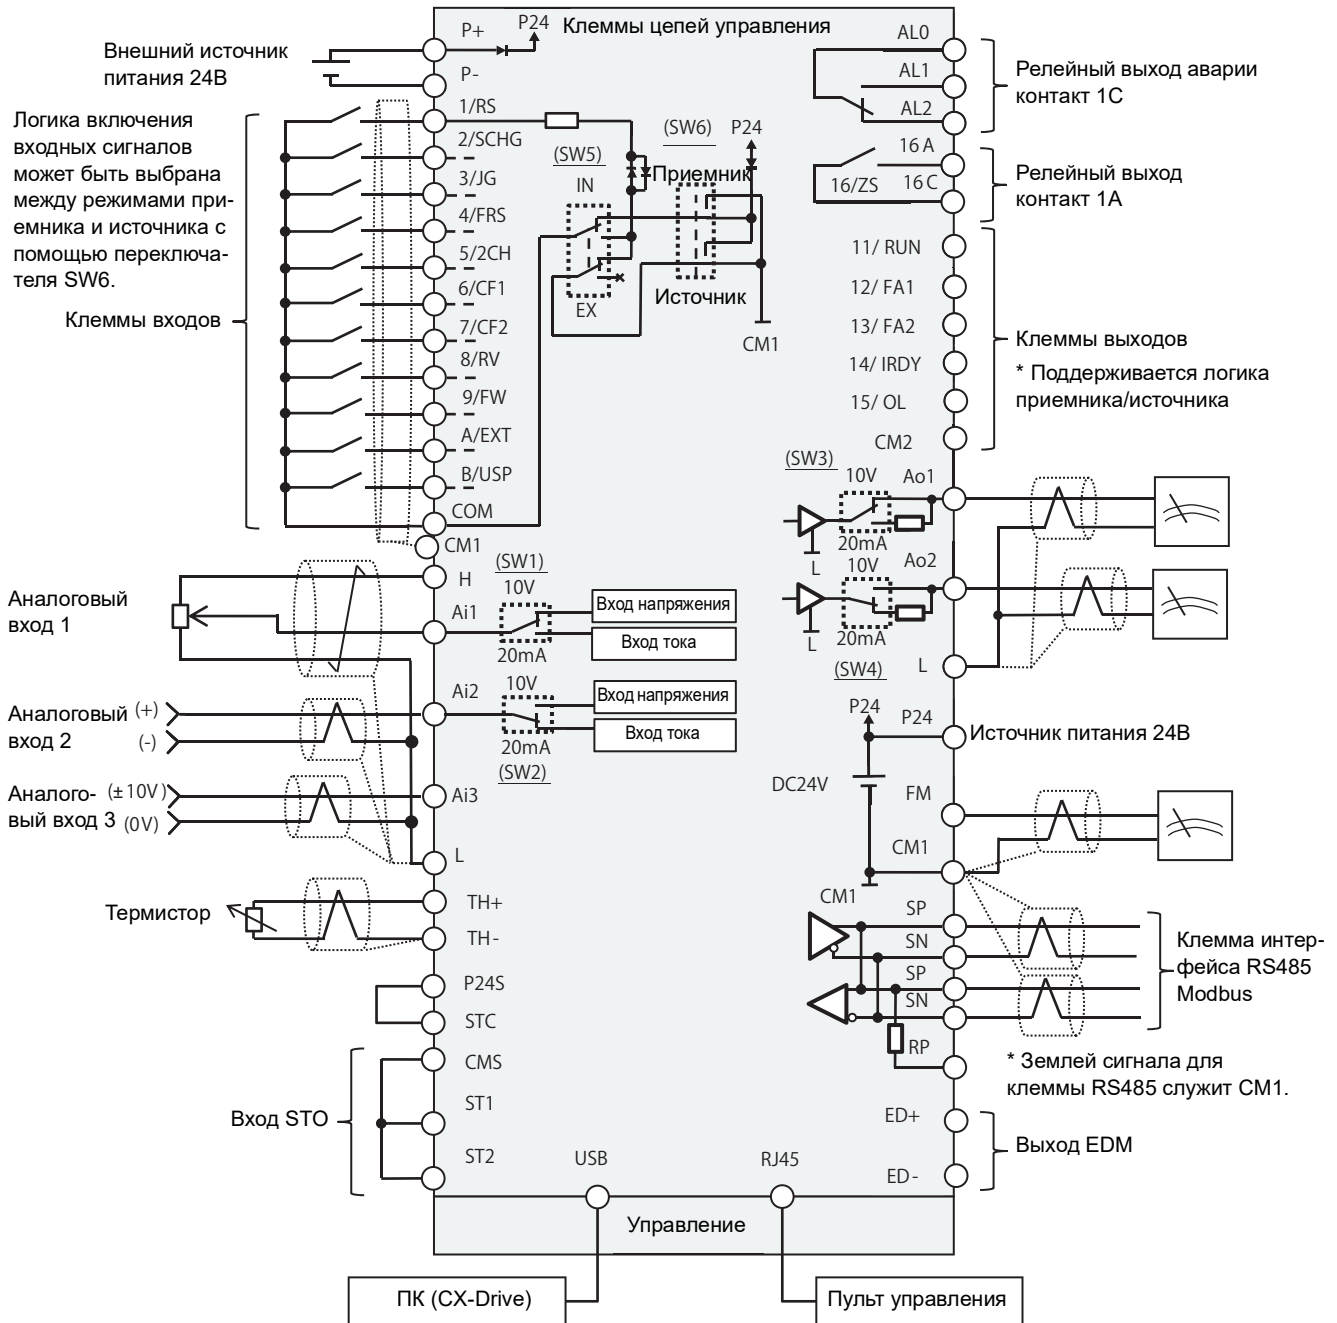 Клеммы цепей управления
Внешний источник
питания 24В
P+
P24
P-
Логика включения
входных сигналов
может быть выбрана
между режимами при-
емника и источника с
помощью переключа-
теля SW6.
Клеммы входов
1/RS
2/SCHG
3/JG
4/FRS
5/2CH
6/CF1
7/CF2
8/RV
9/FW
A/EXT
B/USP
COM
CM1
(SW5)
IN
EX
(SW6)
P24
Приемник
Источник
CM1
AL0
AL1
AL2
Релейный выход аварии
контакт 1С
16 A
16/ZS
16 C
Релейный выход
контакт 1А
11/ RUN
12/ FA1
13/ FA2
14/ IRDY
15/ OL
CM2
Клеммы выходов
* Поддерживается логика
приемника/источника
(SW3)
10V
Ao1
20mA
L
10V
Ao2
20mA
L
(SW4)
L
Аналоговый
вход 1
H
Ai1
(SW1)
10V
20mA
Вход напряжения
Вход тока
Аналоговый (+)
вход 2 (-)
Ai2
10V
20mA
(SW2)
Вход напряжения
Вход тока
Аналого- (±10V)
вый вход 3 (0V)
Ai3
L
P24
P24
Источник питания 24В
DC24V
FM
CM1
CM1
Термистор
TH+
TH-
P24S
STC
CMS
ST1
ST2
Вход STO
SP
SN
SP
SN
RP
Клемма интер-
фейса RS485
Modbus
* Землей сигнала для
клеммы RS485 служит CM1.
ED+
ED-
Выход EDM
USB
RJ45
Управление
ПК (CX-Drive)
Пульт управления